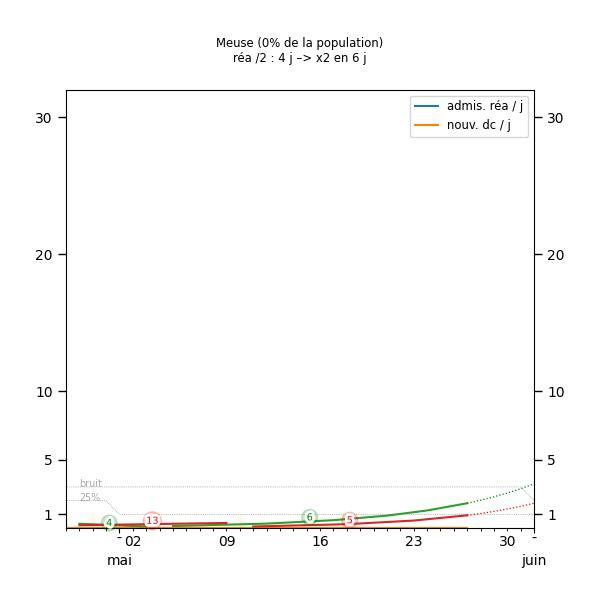 Meuse (0% de la population)
réa /2 : 4 j –> x2 en 6 j
admis. réa / j
nouv. dc / j
30 30
20 20
10 10
5 5
bruit
25%
1 4 13 6 5 1
- 02 09 16 23 30 -
mai juin